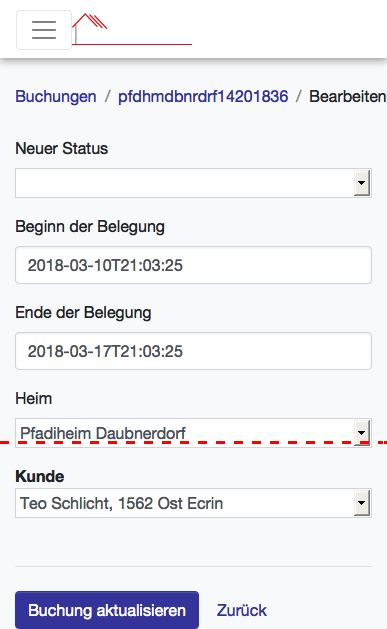 Buchungen / pfdhmdbnrdrf14201836 / Bearbeiten
Neuer Status
Beginn der Belegung
2018-03-10T21:03:25
Ende der Belegung
2018-03-17T21:03:25
Heim
Pfadiheim Daubnerdorf
Kunde
Teo Schlicht, 1562 Ost Ecrin
Buchung aktualisieren Zurück